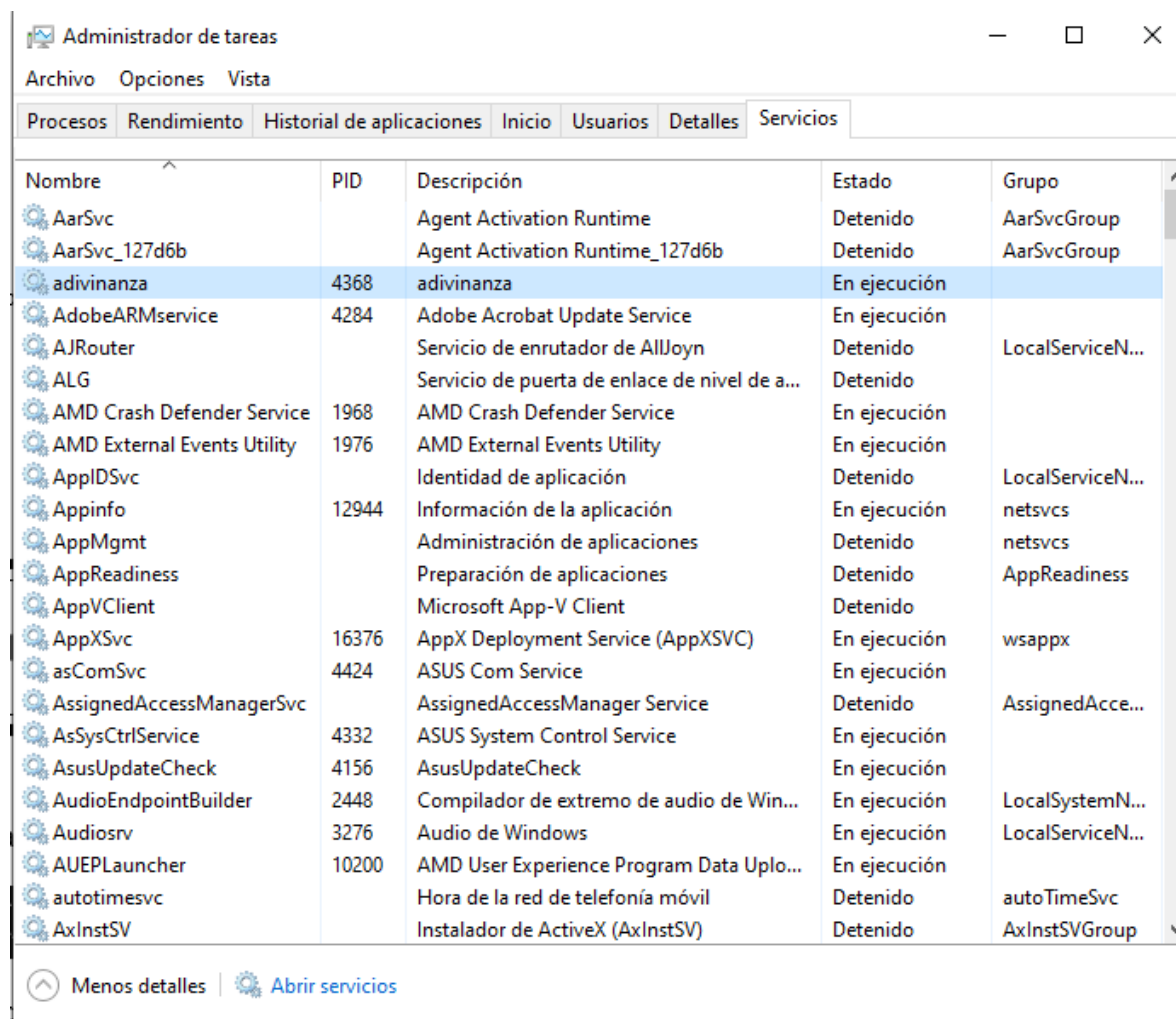 Administrador de tareas
Archivo Opciones Vista
Procesos Rendimiento Historial de aplicaciones Inicio Usuarios Detalles Servicios
Nombre PID Descripción Estado Grupo
AarSvc Agent Activation Runtime Detenido AarSvcGroup
AarSvc_127d6b Agent Activation Runtime_127d6b Detenido AarSvcGroup
adivinanza 4368 adivinanza En ejecución
AdobeARMservice 4284 Adobe Acrobat Update Service En ejecución
AJRouter Servicio de enrutador de AllJoyn Detenido LocalServiceN...
ALG Servicio de puerta de enlace de nivel de a... Detenido
AMD Crash Defender Service 1968 AMD Crash Defender Service En ejecución
AMD External Events Utility 1976 AMD External Events Utility En ejecución
AppIDSvc Identidad de aplicación Detenido LocalServiceN...
Appinfo 12944 Información de la aplicación En ejecución netsvcs
AppMgmt Administración de aplicaciones Detenido netsvcs
AppReadiness Preparación de aplicaciones Detenido AppReadiness
AppVClient Microsoft App-V Client Detenido
AppXSvc 16376 AppX Deployment Service (AppXSVC) En ejecución wsappx
asComSvc 4424 ASUS Com Service En ejecución
AssignedAccessManagerSvc AssignedAccessManager Service Detenido AssignedAcce...
AsSysCtrlService 4332 ASUS System Control Service En ejecución
AsusUpdateCheck 4156 AsusUpdateCheck En ejecución
AudioEndpointBuilder 2448 Compilador de extremo de audio de Win... En ejecución LocalSystemN...
Audiosrv 3276 Audio de Windows En ejecución LocalServiceN...
AUEPLauncher 10200 AMD User Experience Program Data Uplo... En ejecución
autotimesvc Hora de la red de telefonía móvil Detenido autoTimeSvc
AxInstSV Instalador de ActiveX (AxInstSV) Detenido AxInstSVGroup
Menos detalles Abrir servicios